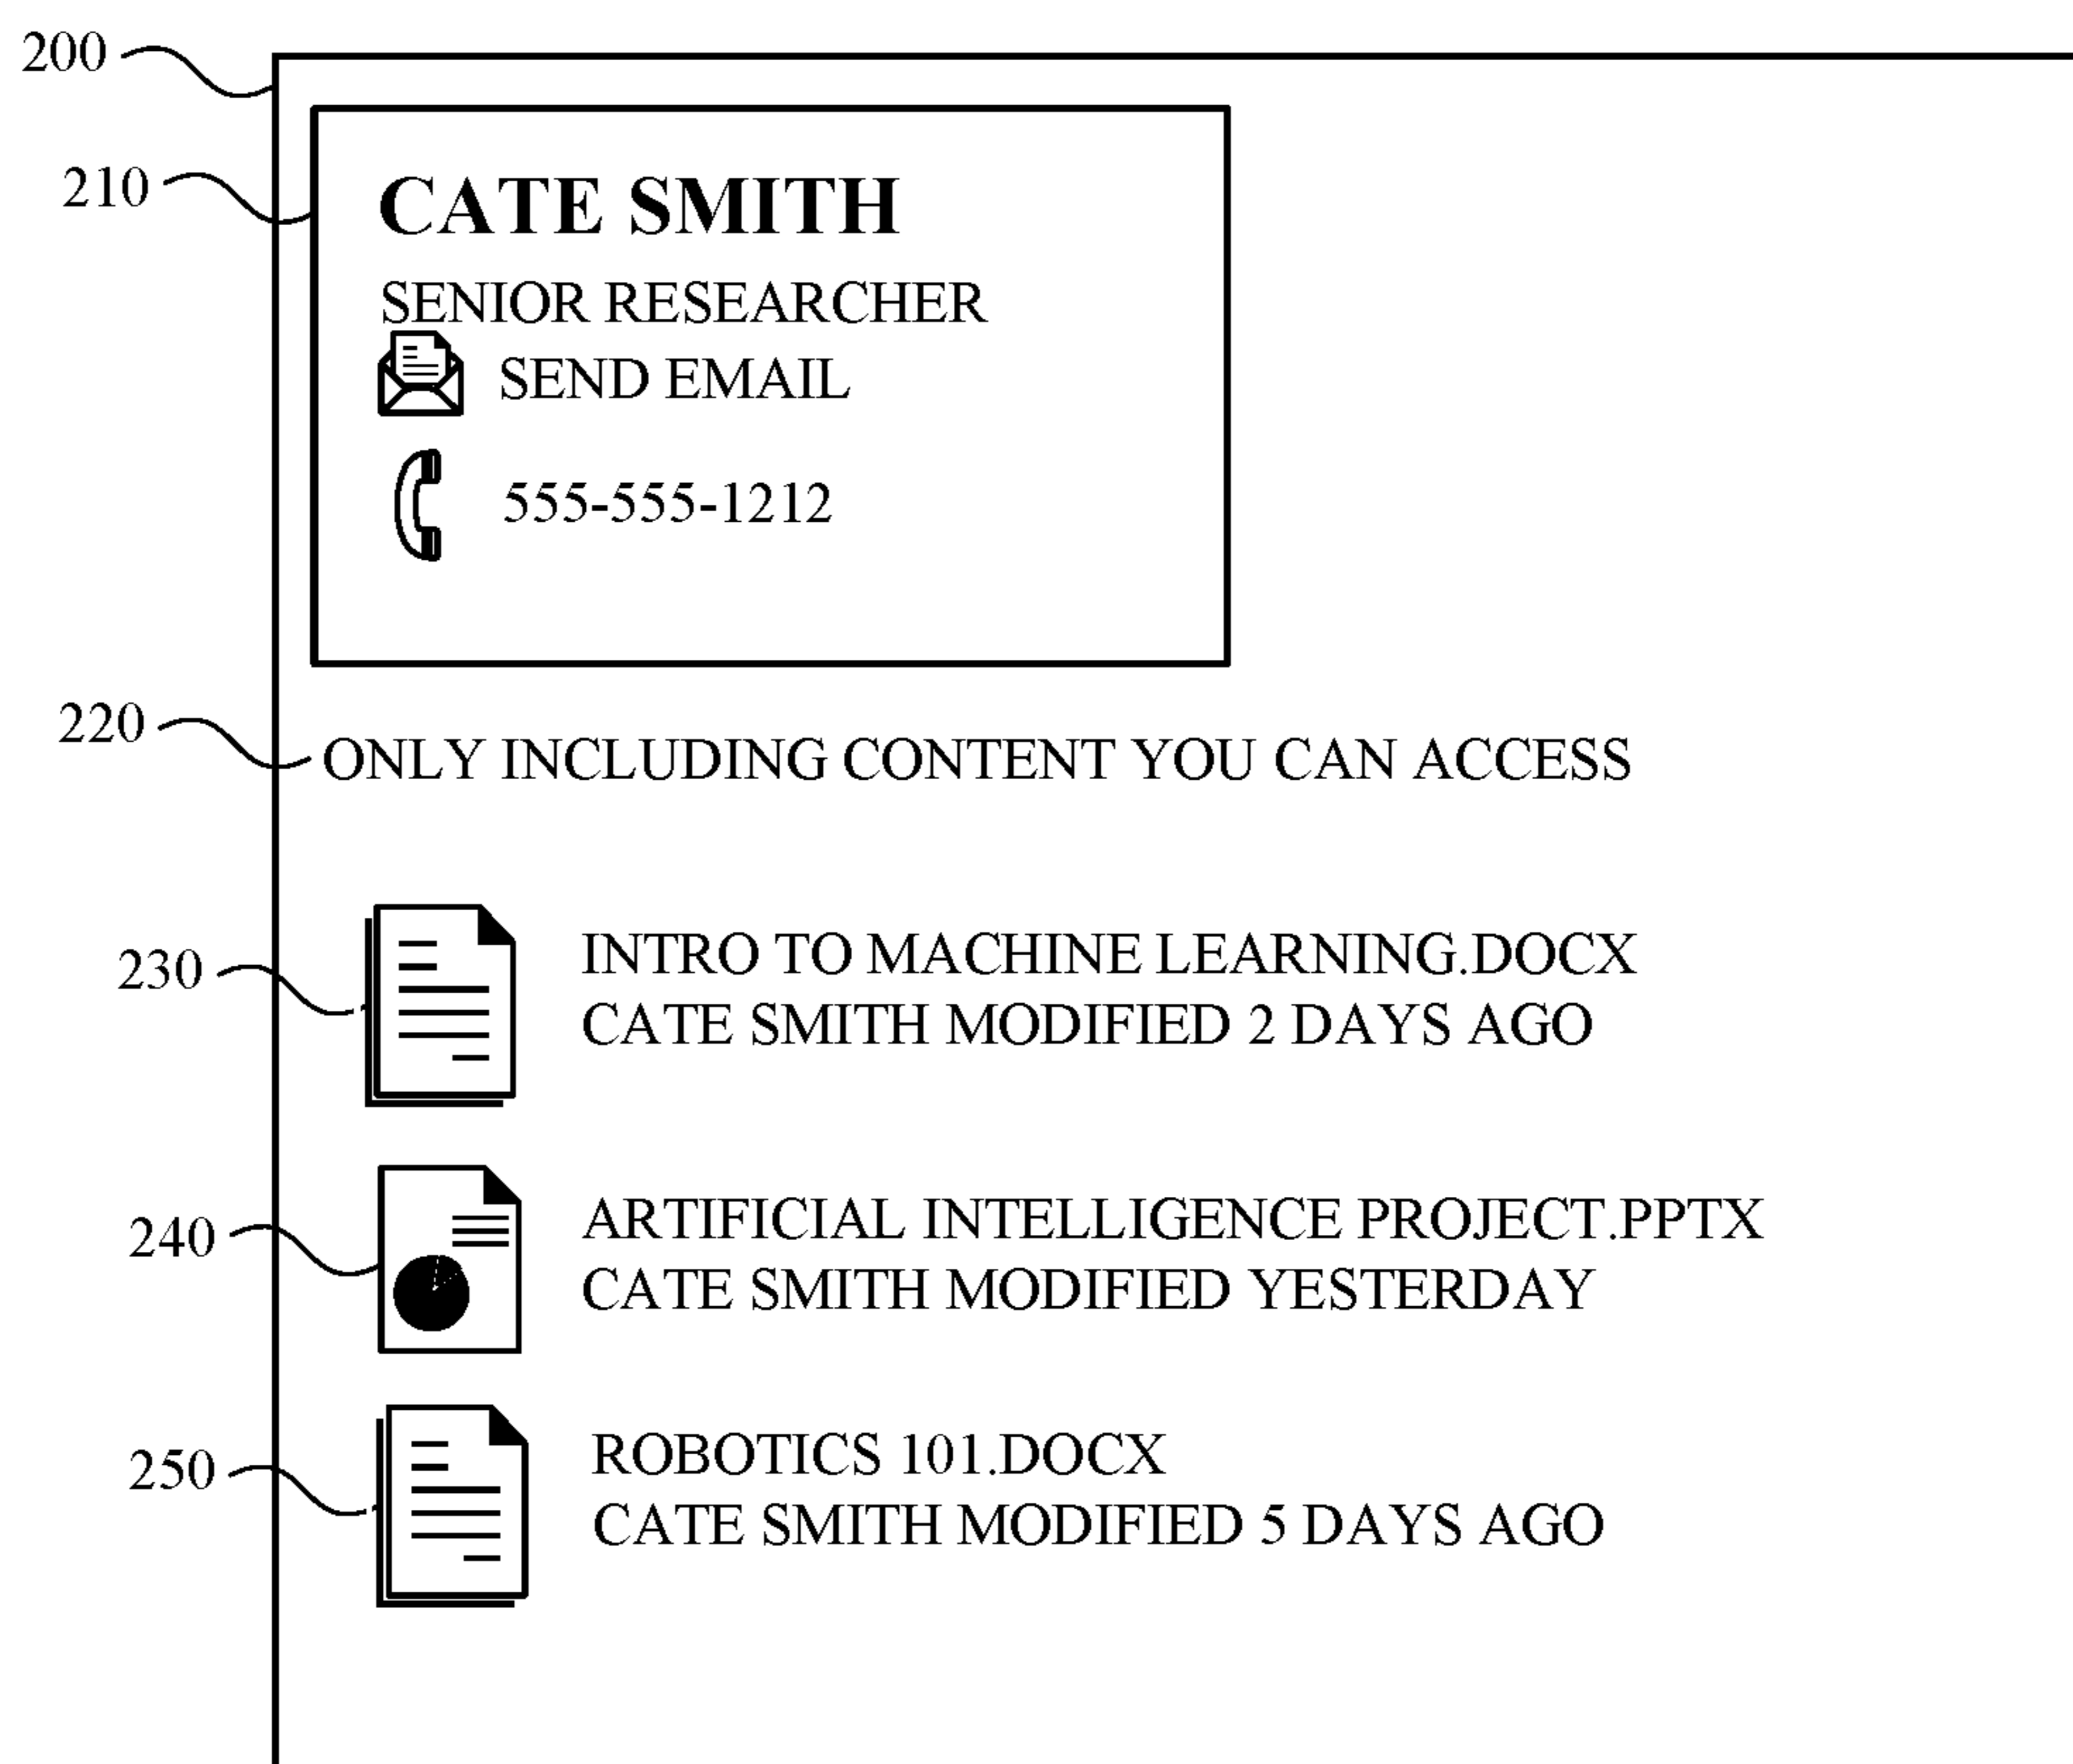 200
210
CATE SMITH
SENIOR RESEARCHER
SEND EMAIL
555-555-1212
220
ONLY INCLUDING CONTENT YOU CAN ACCESS
230
INTRO TO MACHINE LEARNING.DOCX
CATE SMITH MODIFIED 2 DAYS AGO
240
ARTIFICIAL INTELLIGENCE PROJECT.PPTX
CATE SMITH MODIFIED YESTERDAY
250
ROBOTICS 101.DOCX
CATE SMITH MODIFIED 5 DAYS AGO